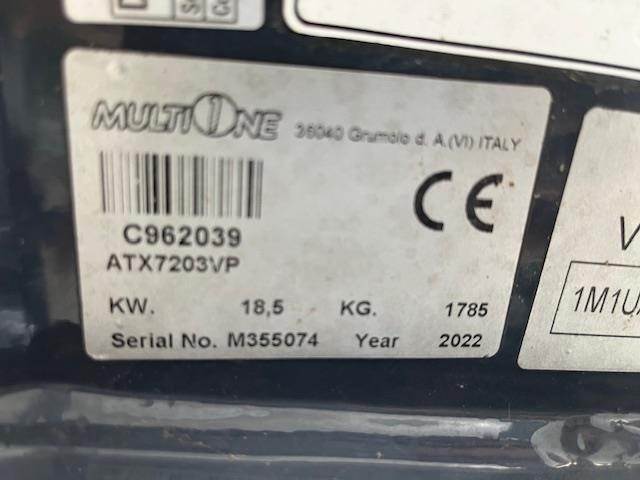 MULTIONE 36040 Grumolo d. A.(VI) ITALY
CE
C962039
ATX7203VP
KW. 18,5 KG. 1785
Serial No. M355074 Year 2022
V
1M1U